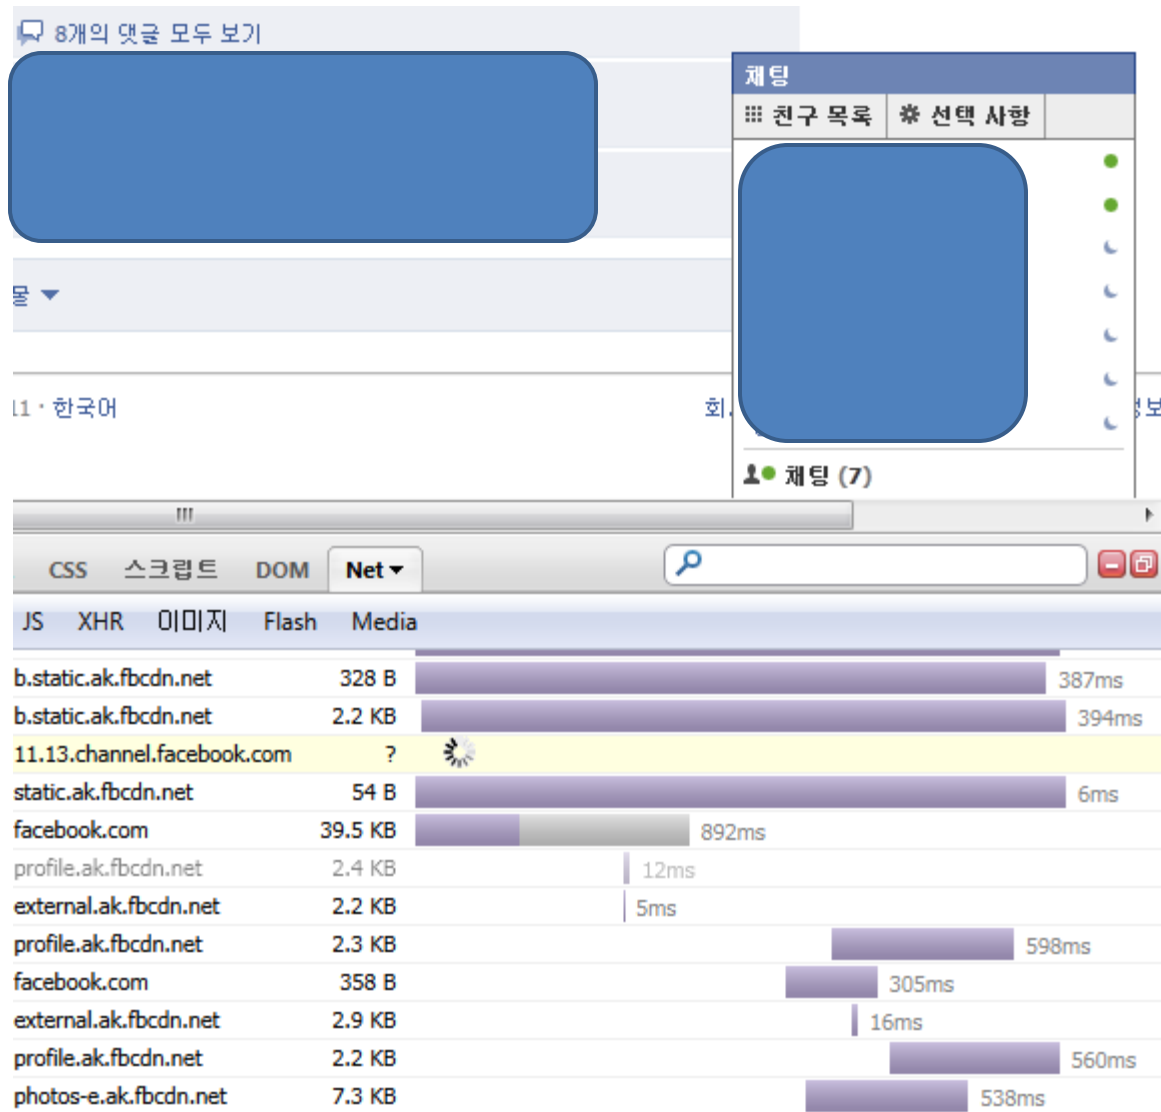 8개의 댓글 모두 보기
채팅
친구 목록 선택 사항
물
11 · 한국어 회
정보
채팅 (7)
CSS 스크립트 DOM Net
JS XHR 이미지 Flash Media
b.static.ak.fbcdn.net 328 B 387ms
b.static.ak.fbcdn.net 2.2 KB 394ms
11.13.channel.facebook.com ?
static.ak.fbcdn.net 54 B 6ms
facebook.com 39.5 KB 892ms
profile.ak.fbcdn.net 2.4 KB 12ms
external.ak.fbcdn.net 2.2 KB 5ms
profile.ak.fbcdn.net 2.3 KB 598ms
facebook.com 358 B 305ms
external.ak.fbcdn.net 2.9 KB 16ms
profile.ak.fbcdn.net 2.2 KB 560ms
photos-e.ak.fbcdn.net 7.3 KB 538ms